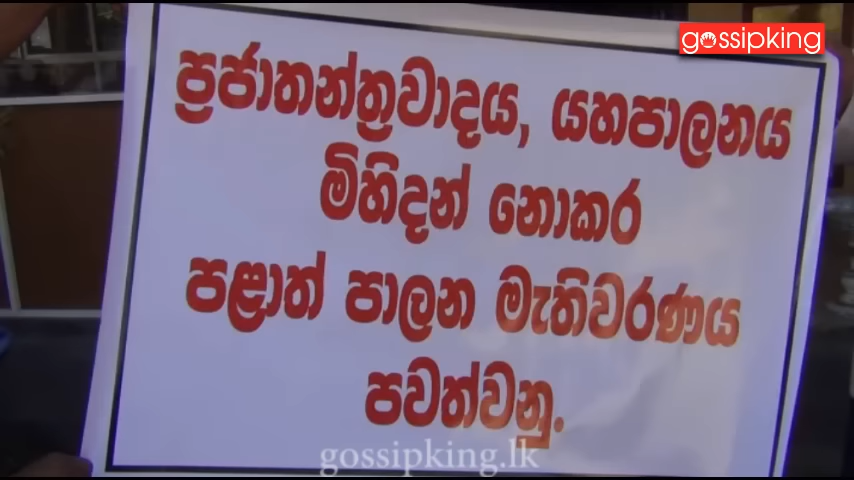 gossipking
ප්‍රජාතන්ත්‍රවාදය, යහපාලනය
මිහිදන් නොකර
පළාත් පාලන මැතිවරණය
පවත්වනු.
gossipking.lk